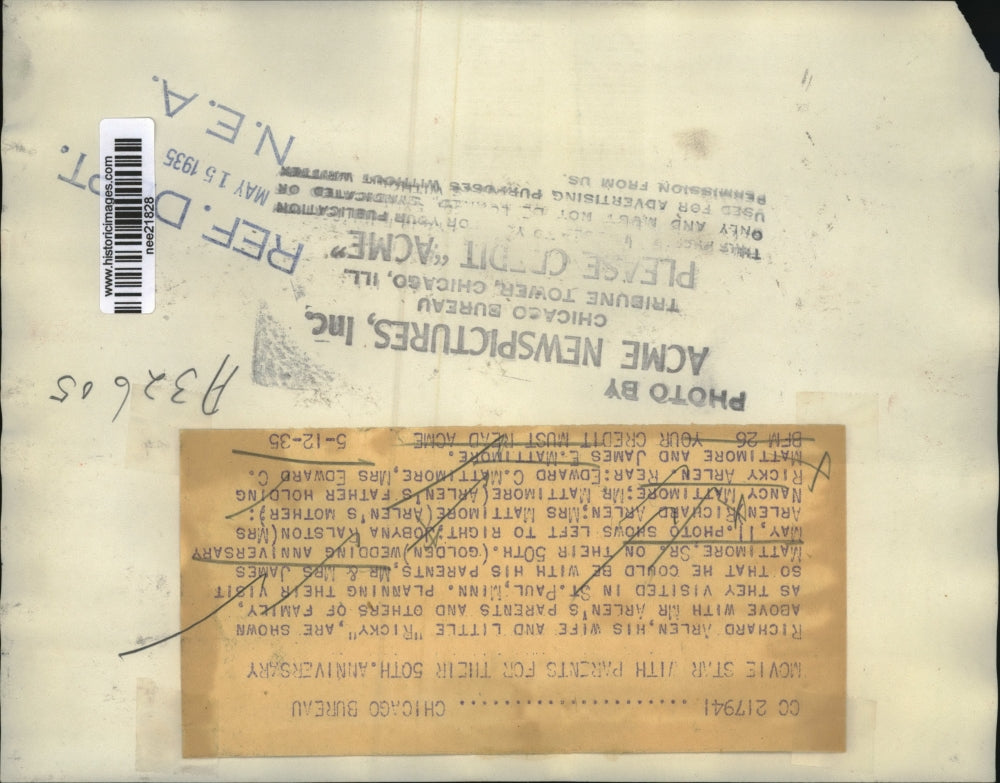 CC 217941 ........................ CHICAGO BUREAU
MOVIE STAR WITH PARENTS FOR THEIR 50TH.ANNIVERSARY
RICHARD ARLEN,HIS WIFE AND LITTLE "RICKY",ARE SHOWN
ABOVE WITH MR ARLEN'S PARENTS AND OTHERS OF FAMILY,
AS THEY VISITED IN ST.PAUL,MINN. PLANNING THEIR VISIT
SO THAT HE COULD BE WITH HIS PARENTS,MR & MRS JAMES
MATTIMORE,SR. ON THEIR 50TH.(GOLDEN)WEDDING ANNIVERSARY
MAY,11.PHOTO SHOWS LEFT TO RIGHT;JOBYNA RALSTON(MRS
ARLEN)RICHARD ARLEN;MRS MATTIMORE(ARLEN'S MOTHER);
NANCY MATTIMORE;MR MATTIMORE(ARLEN'S FATHER HOLDING
RICKY ARLEN. REAR:EDWARD C.MATTIMORE,MRS EDWARD C.
MATTIMORE AND JAMES E.MATTIMORE.
BFM 26 YOUR CREDIT MUST READ ACME 5-12-35
A32605
PHOTO BY
ACME NEWSPICTURES, Inc.
CHICAGO BUREAU
TRIBUNE TOWER, CHICAGO, ILL.
PLEASE CREDIT "ACME"
THIS YOUR PUBLICATION
ONLY AND MUST NOT BE SYNDICATED OR
USED FOR ADVERTISING PURPOSES WITHOUT WRITTEN
PERMISSION FROM US.
REF. DEPT.
MAY 15 1935
N.E.A.
www.historicimages.com
nee21828